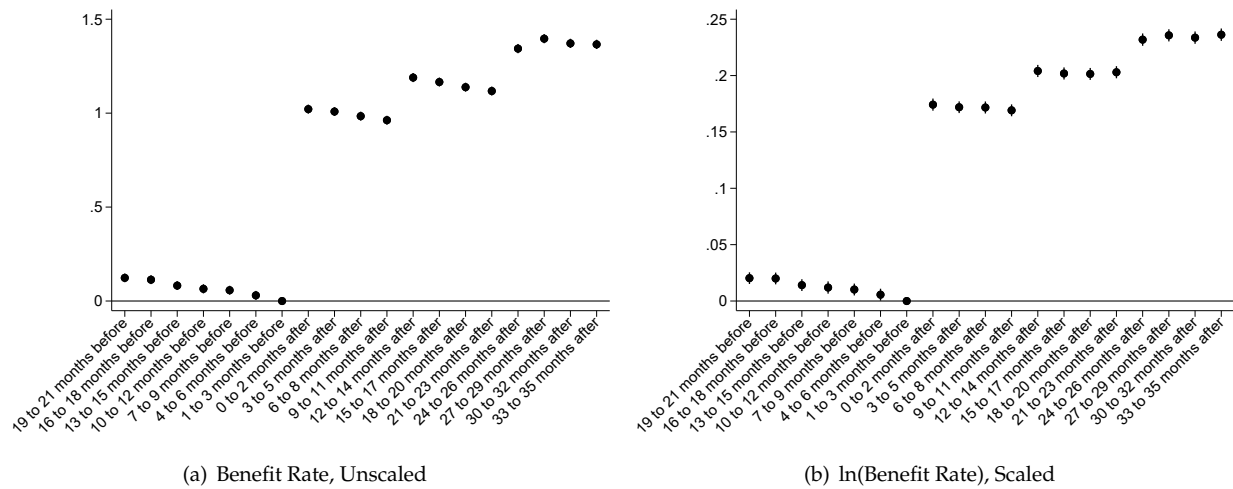 1.5
1
.5
0
19 to 21 months before
16 to 18 months before
13 to 15 months before
10 to 12 months before
7 to 9 months before
4 to 6 months before
1 to 3 months before
0 to 2 months after
3 to 5 months after
6 to 8 months after
9 to 11 months after
12 to 14 months after
15 to 17 months after
18 to 20 months after
21 to 23 months after
24 to 26 months after
27 to 29 months after
30 to 32 months after
33 to 35 months after
(a) Benefit Rate, Unscaled
.25
.2
.15
.1
.05
0
19 to 21 months before
16 to 18 months before
13 to 15 months before
10 to 12 months before
7 to 9 months before
4 to 6 months before
1 to 3 months before
0 to 2 months after
3 to 5 months after
6 to 8 months after
9 to 11 months after
12 to 14 months after
15 to 17 months after
18 to 20 months after
21 to 23 months after
24 to 26 months after
27 to 29 months after
30 to 32 months after
33 to 35 months after
(b) ln(Benefit Rate), Scaled